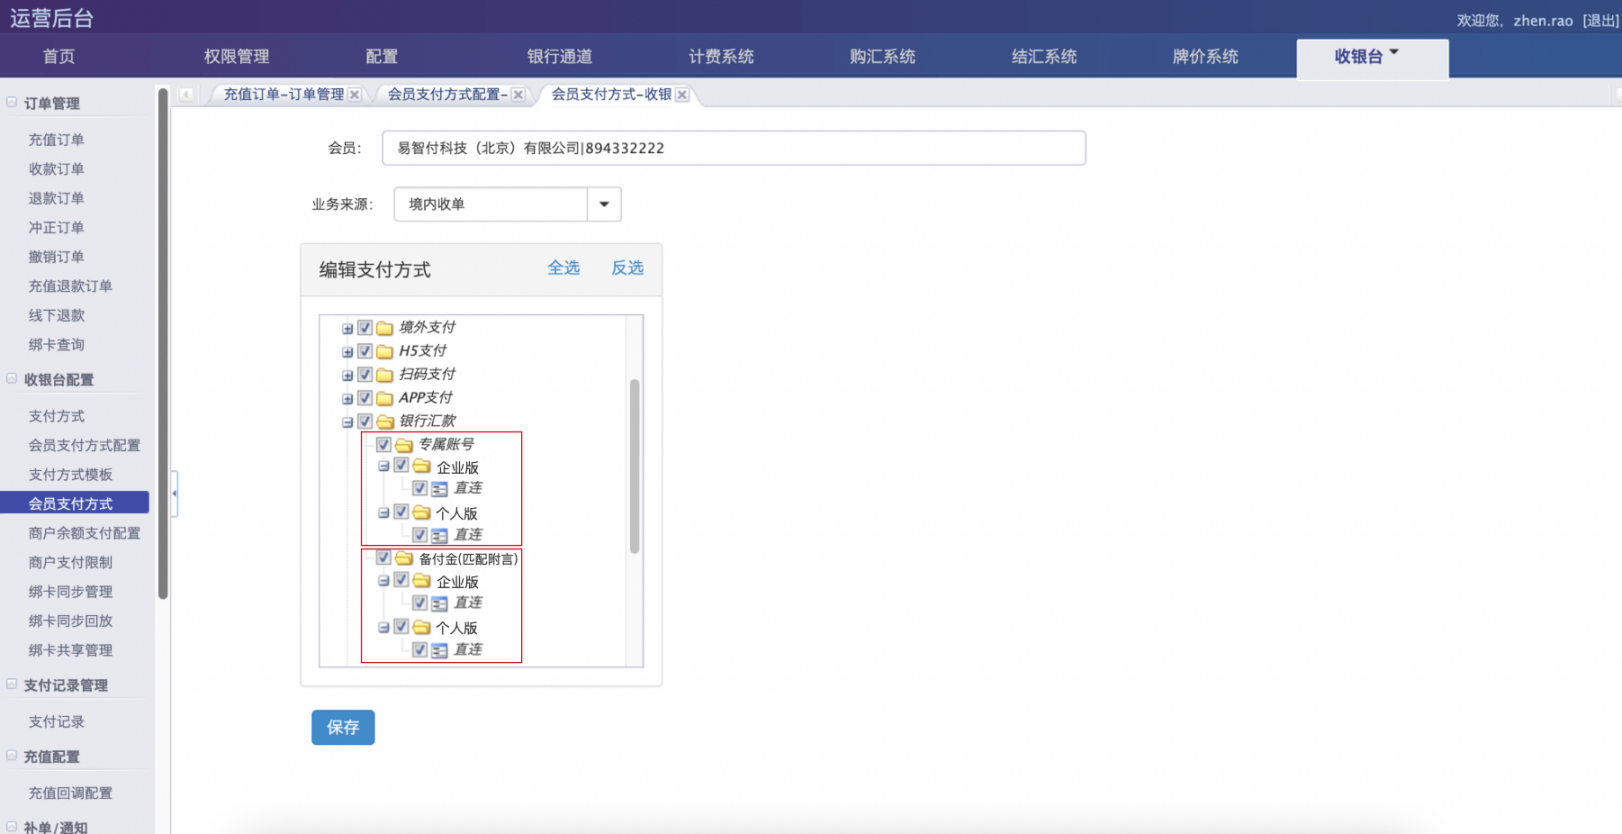 运营后台
欢迎您, zhen.rao [退出]
首页 权限管理 配置 银行通道 计费系统 购汇系统 结汇系统 牌价系统 收银台
充值订单-订单管理 会员支付方式配置- 会员支付方式-收银
订单管理
充值订单
收款订单
退款订单
冲正订单
撤销订单
充值退款订单
线下退款
绑卡查询
收银台配置
支付方式
会员支付方式配置
支付方式模板
会员支付方式
商户余额支付配置
商户支付限制
绑卡同步管理
绑卡同步回放
绑卡共享管理
支付记录管理
支付记录
充值配置
充值回调配置
补单/通知
会员: 易智付科技（北京）有限公司|894332222
业务来源: 境内收单
编辑支付方式 全选 反选
境外支付
H5支付
扫码支付
APP支付
银行汇款
专属账号
企业版
直连
个人版
直连
备付金(匹配附言)
企业版
直连
个人版
直连
保存